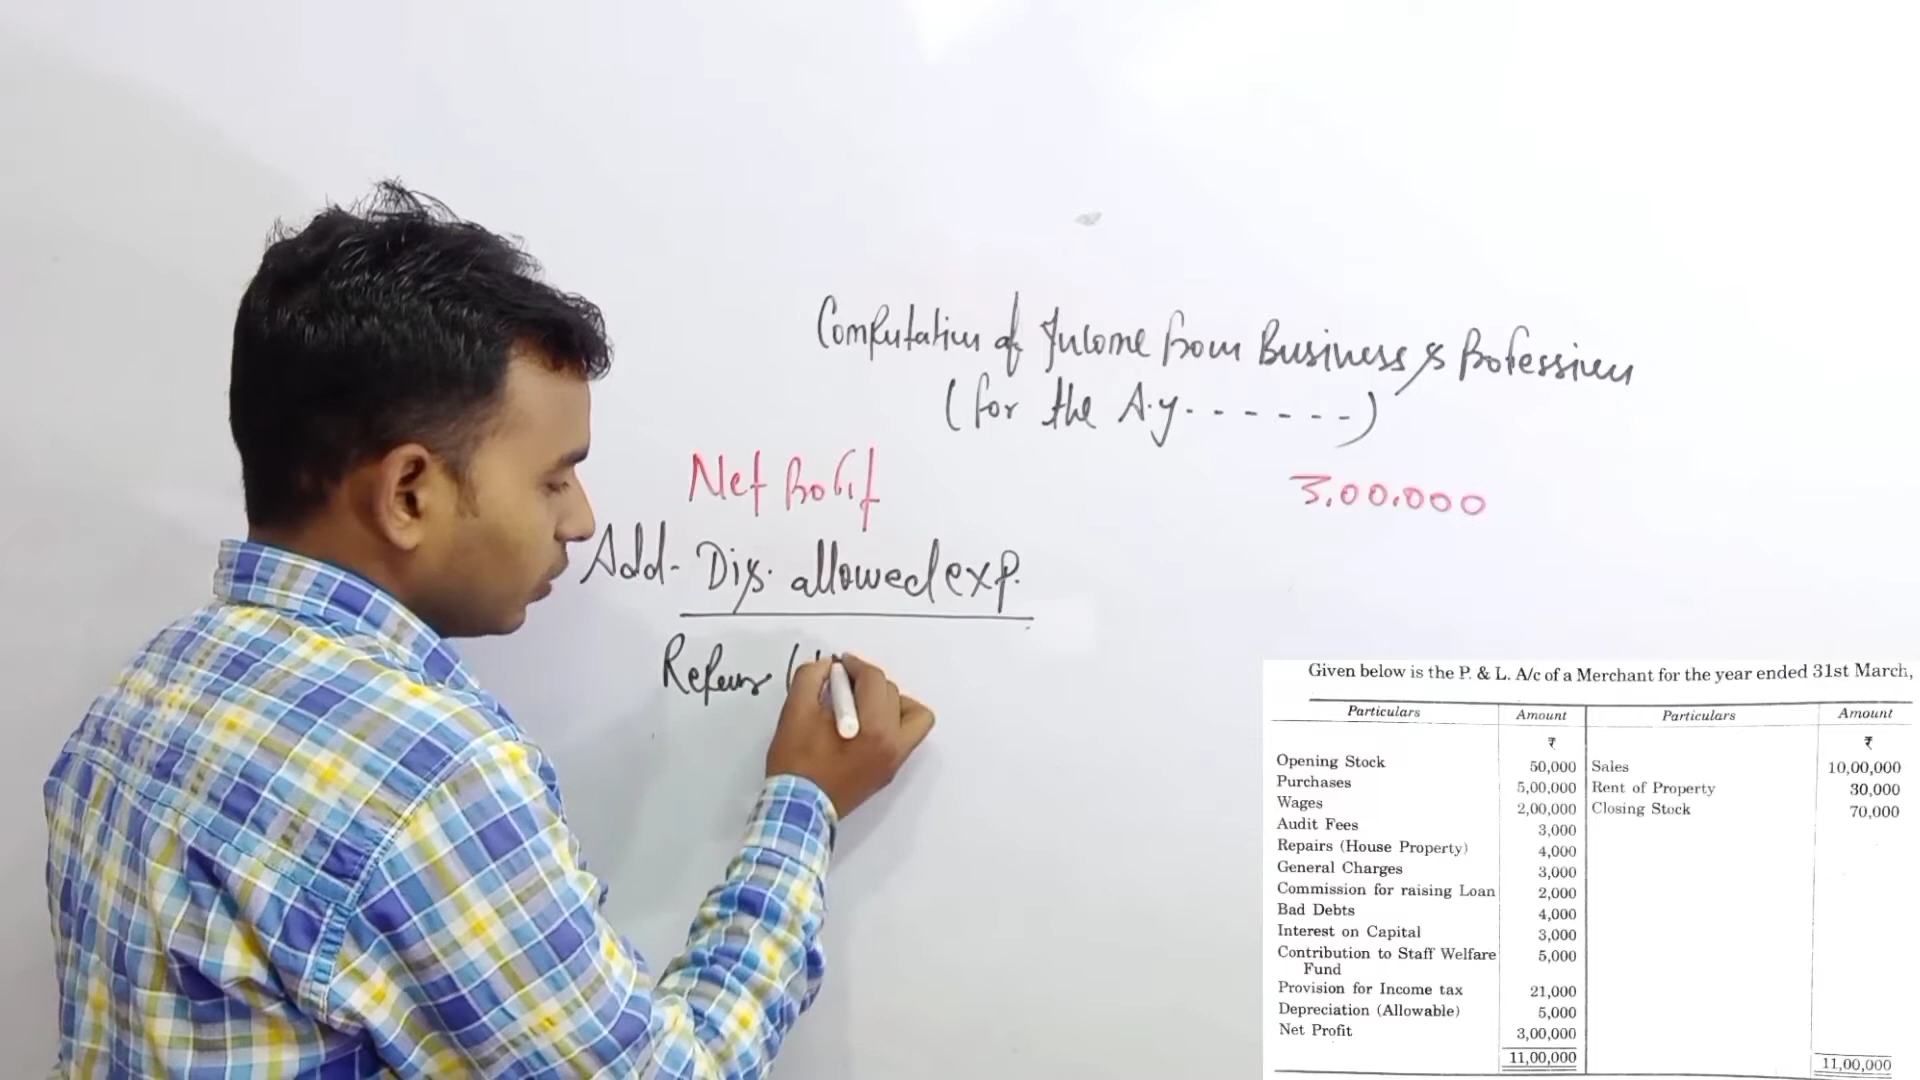 Computation of Income from Business & Profession
(for the A.y. - - - - - -)
Net Profit 3,00,000
Add- Dis. allowed exp.
Given below is the P. & L. A/c of a Merchant for the year ended 31st March,
Particulars Amount Particulars Amount
₹ ₹
Opening Stock 50,000 Sales 10,00,000
Purchases 5,00,000 Rent of Property 30,000
Wages 2,00,000 Closing Stock 70,000
Audit Fees 3,000
Repairs (House Property) 4,000
General Charges 3,000
Commission for raising Loan 2,000
Bad Debts 4,000
Interest on Capital 3,000
Contribution to Staff Welfare 5,000
Fund
Provision for Income tax 21,000
Depreciation (Allowable) 5,000
Net Profit 3,00,000
11,00,000 11,00,000